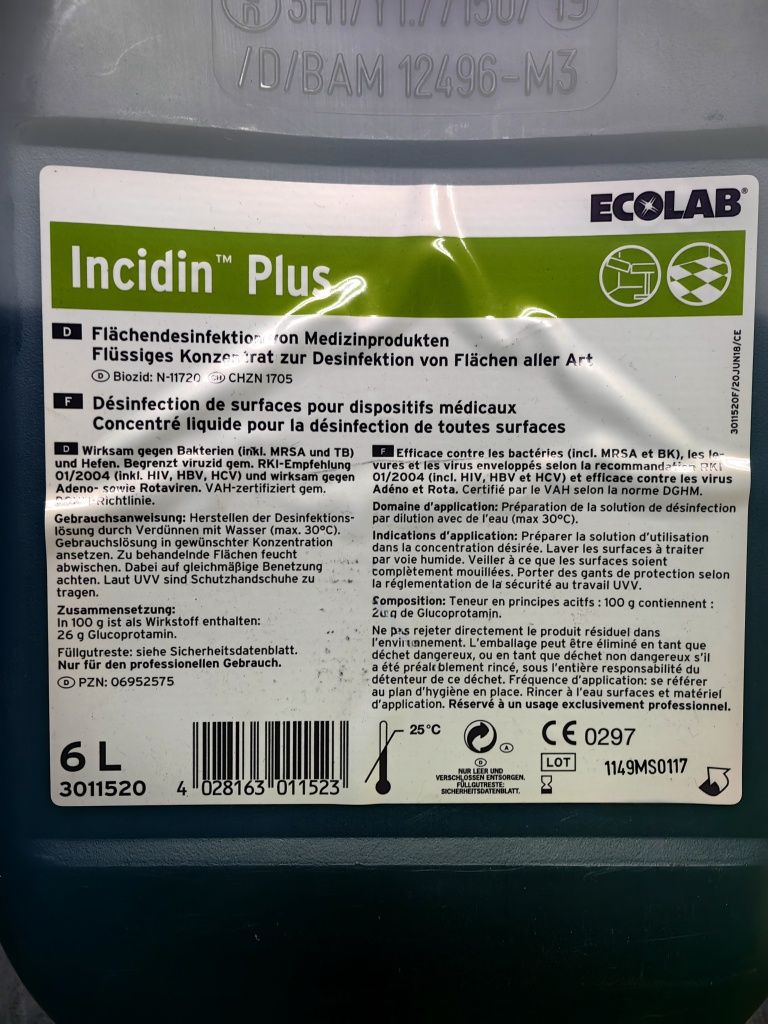 3H1/Y1.7/150/ 19
/D/BAM 12496-M3
ECOLAB®
Incidin™ Plus
D Flächendesinfektion von Medizinprodukten
Flüssiges Konzentrat zur Desinfektion von Flächen aller Art
D Biozid: N-11720 CH CHZN 1705
F Désinfection de surfaces pour dispositifs médicaux
Concentré liquide pour la désinfection de toutes surfaces
3011520F/20JUN18/CE
D Wirksam gegen Bakterien (inkl. MRSA und TB)
und Hefen. Begrenzt viruzid gem. RKI-Empfehlung
01/2004 (inkl. HIV, HBV, HCV) und wirksam gegen
Adeno- sowie Rotaviren. VAH-zertifiziert gem.
-Richtlinie.
Gebrauchsanweisung: Herstellen der Desinfektions-
lösung durch Verdünnen mit Wasser (max. 30°C).
Gebrauchslösung in gewünschter Konzentration
ansetzen. Zu behandelnde Flächen feucht
abwischen. Dabei auf gleichmäßige Benetzung
achten. Laut UVV sind Schutzhandschuhe zu
tragen.
Zusammensetzung:
In 100 g ist als Wirkstoff enthalten:
26 g Glucoprotamin.
Füllgutreste: siehe Sicherheitsdatenblatt.
Nur für den professionellen Gebrauch.
D PZN: 06952575
F Efficace contre les bactéries (incl. MRSA et BK), les le-
vures et les virus enveloppés selon la recommandation RKI
01/2004 (incl. HIV, HBV et HCV) et efficace contre les virus
Adéno et Rota. Certifié par le VAH selon la norme DGHM.
Domaine d'application: Préparation de la solution de désinfection
par dilution avec de l'eau (max 30°C).
Indications d'application: Préparer la solution d'utilisation
dans la concentration désirée. Laver les surfaces à traiter
par voie humide. Veiller à ce que les surfaces soient
complètement mouillées. Porter des gants de protection selon
la réglementation de la sécurité au travail UVV.
Composition: Teneur en principes acitfs : 100 g contiennent :
g de Glucoprotamin.
Ne pas rejeter directement le produit résiduel dans
l'environnement. L'emballage peut être éliminé en tant que
déchet dangereux, ou en tant que déchet non dangereux s'il
a été préalablement rincé, sous l'entière responsabilité du
détenteur de ce déchet. Fréquence d'application: se référer
au plan d'hygiène en place. Rincer à l'eau surfaces et matériel
d'application. Réservé à un usage exclusivement professionnel.
6 L
3011520
4 028163 011523
25°C
A
D
NUR LEER UND
VERSCHLOSSEN ENTSORGEN.
FÜLLGUTRESTE:
SICHERHEITSDATENBLATT.
CE 0297
LOT 1149MS0117